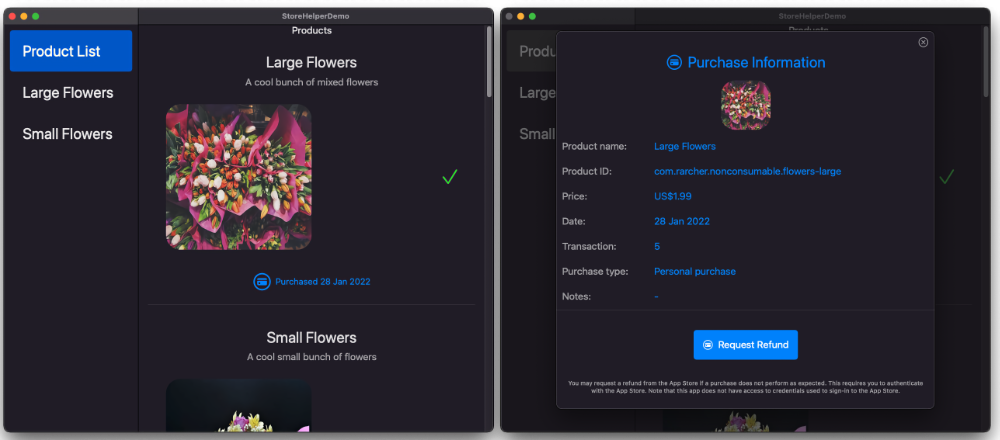 StoreHelperDemo
Products
Product List
Large Flowers
Small Flowers
Large Flowers
A cool bunch of mixed flowers
Purchased 28 Jan 2022
Small Flowers
A cool small bunch of flowers
StoreHelperDemo
Products
Produ
Large
Small
Purchase Information
Product name: Large Flowers
Product ID: com.rarcher.nonconsumable.flowers-large
Price: US$1.99
Date: 28 Jan 2022
Transaction: 5
Purchase type: Personal purchase
Notes: -
Request Refund
You may request a refund from the App Store if a purchase does not perform as expected. This requires you to authenticate
with the App Store. Note that this app does not have access to credentials used to sign-in to the App Store.